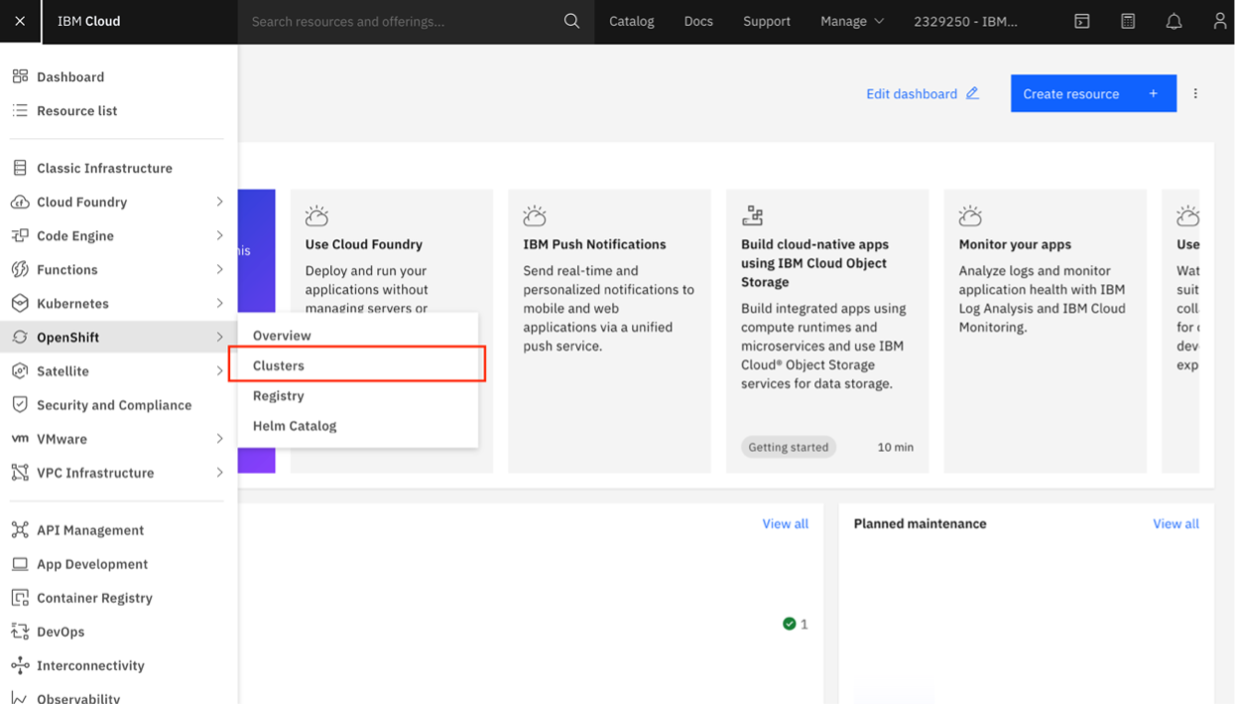 IBM Cloud
Search resources and offerings...
Catalog
Docs
Support
Manage
2329250 - IBM...
Dashboard
Resource list
Classic Infrastructure
Cloud Foundry
Code Engine
Functions
Kubernetes
OpenShift
Satellite
Security and Compliance
vm VMware
VPC Infrastructure
API Management
App Development
Container Registry
DevOps
Interconnectivity
Observability
Overview
Clusters
Registry
Helm Catalog
Edit dashboard
Create resource +
Use Cloud Foundry
Deploy and run your
applications without
managing servers or
IBM Push Notifications
Send real-time and
personalized notifications to
mobile and web
applications via a unified
push service.
Build cloud-native apps
using IBM Cloud Object
Storage
Build integrated apps using
compute runtimes and
microservices and use IBM
Cloud® Object Storage
services for data storage.
Getting started
10 min
Monitor your apps
Analyze logs and monitor
application health with IBM
Log Analysis and IBM Cloud
Monitoring.
Use
View all
1
Planned maintenance
View all